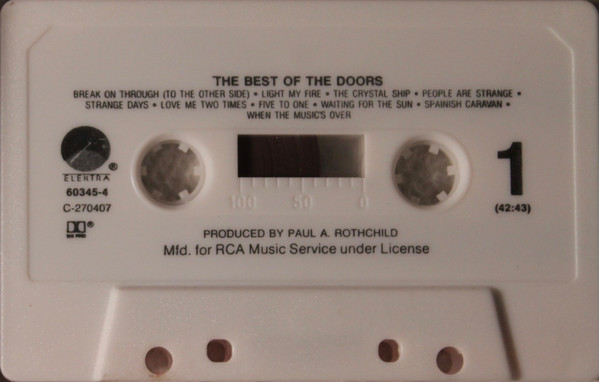 THE BEST OF THE DOORS
BREAK ON THROUGH (TO THE OTHER SIDE) • LIGHT MY FIRE • THE CRYSTAL SHIP • PEOPLE ARE STRANGE •
STRANGE DAYS • LOVE ME TWO TIMES • FIVE TO ONE • WAITING FOR THE SUN • SPAINISH CARAVAN •
WHEN THE MUSIC'S OVER
®
ELEKTRA
60345-4
C-270407
®
1
(42:43)
100 50 0
PRODUCED BY PAUL A. ROTHCHILD
Mfd. for RCA Music Service under License